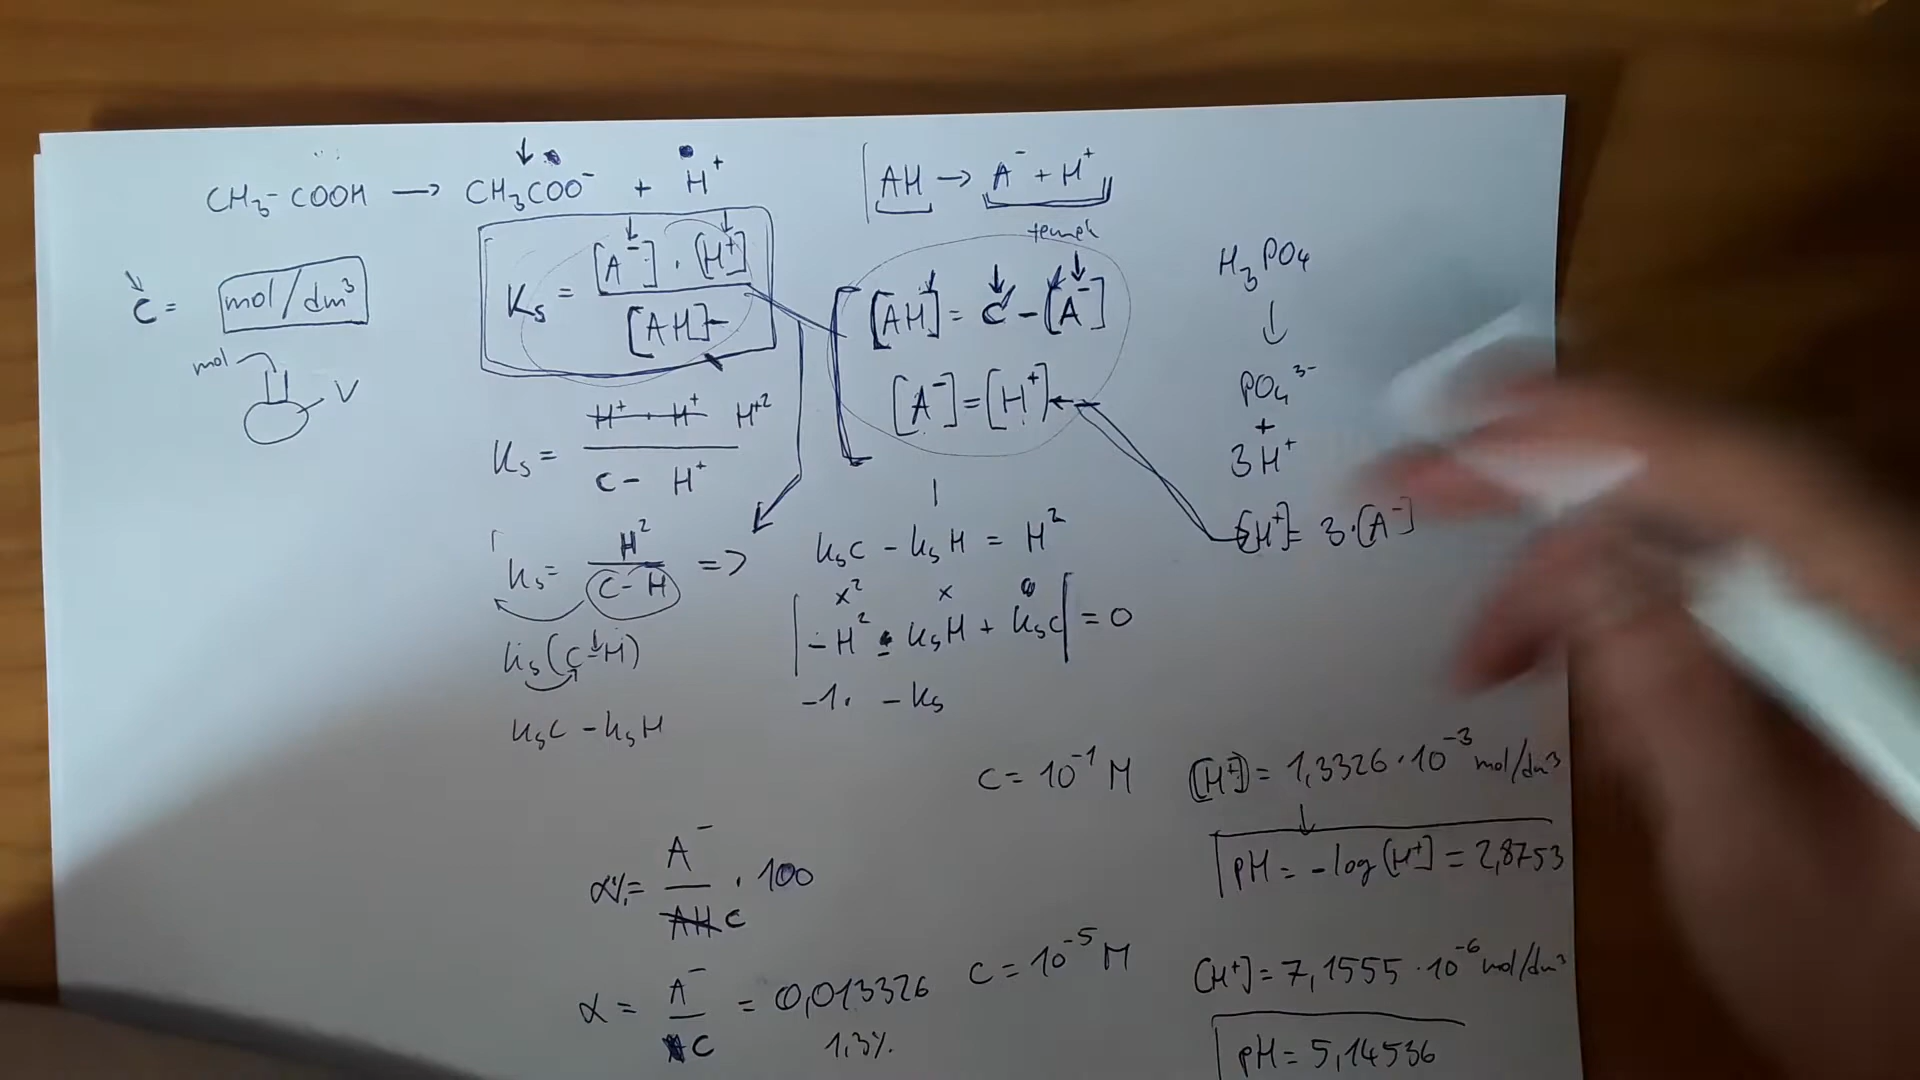 CH₃-COOH → CH₃COO⁻ + H⁺
AH → A⁻ + H⁺
c = mol/dm³
mol
V
Kₛ = [A⁻] · [H⁺] / [AH]
[AH] = c - [A⁻]
[A⁻] = [H⁺]
H₃PO₄
↓
PO₄³⁻
+
3H⁺
[H⁺] = 3·[A⁻]
H⁺ · H⁺ H⁺²
Kₛ =
c - H⁺
Kₛ = H² / c - H =>
Kₛ(c-H)
Kₛc - KₛH
Kₛc - KₛH = H²
x² x
-H² - KₛH + Kₛc = 0
-1. - Kₛ
c = 10⁻¹ M
[H⁺] = 1,3326 · 10⁻³ mol/dm³
pH = -log[H⁺] = 2,8753
α% = A⁻ / AH c · 100
α = A⁻ / c = 0,013326
1,3%.
c = 10⁻⁵ M
[H⁺] = 7,1555 · 10⁻⁶ mol/dm³
pH = 5,14536